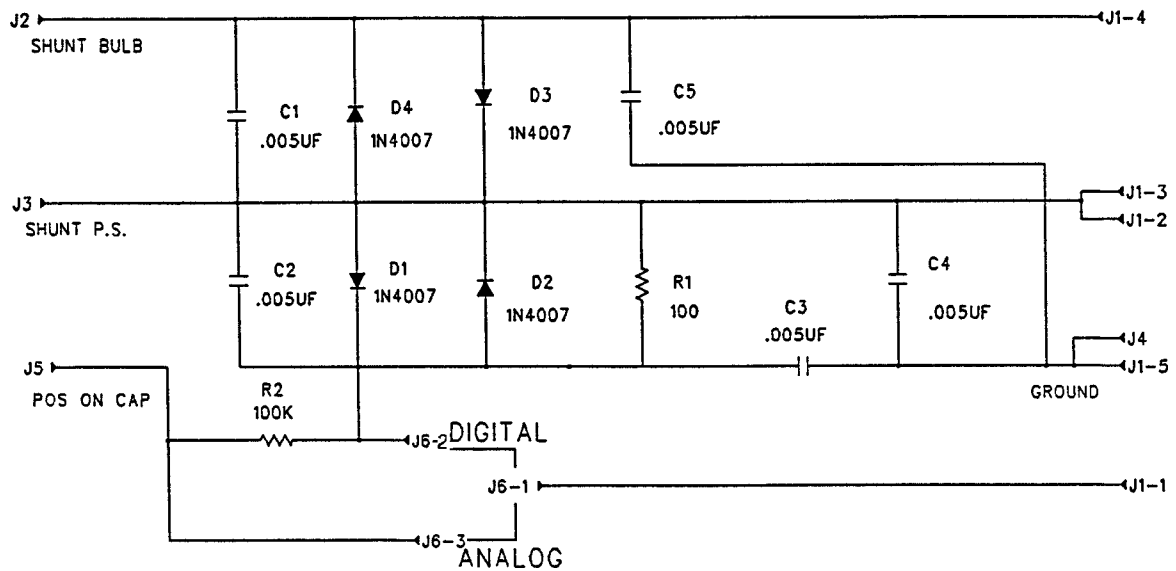 J2
J1-4
SHUNT BULB
C1
.005UF
D4
1N4007
D3
1N4007
C5
.005UF
J3
J1-3
J1-2
SHUNT P.S.
C2
.005UF
D1
1N4007
D2
1N4007
R1
100
C3
.005UF
C4
.005UF
J4
J5
J1-5
POS ON CAP
GROUND
R2
100K
J6-2
DIGITAL
J6-1
J1-1
J6-3
ANALOG